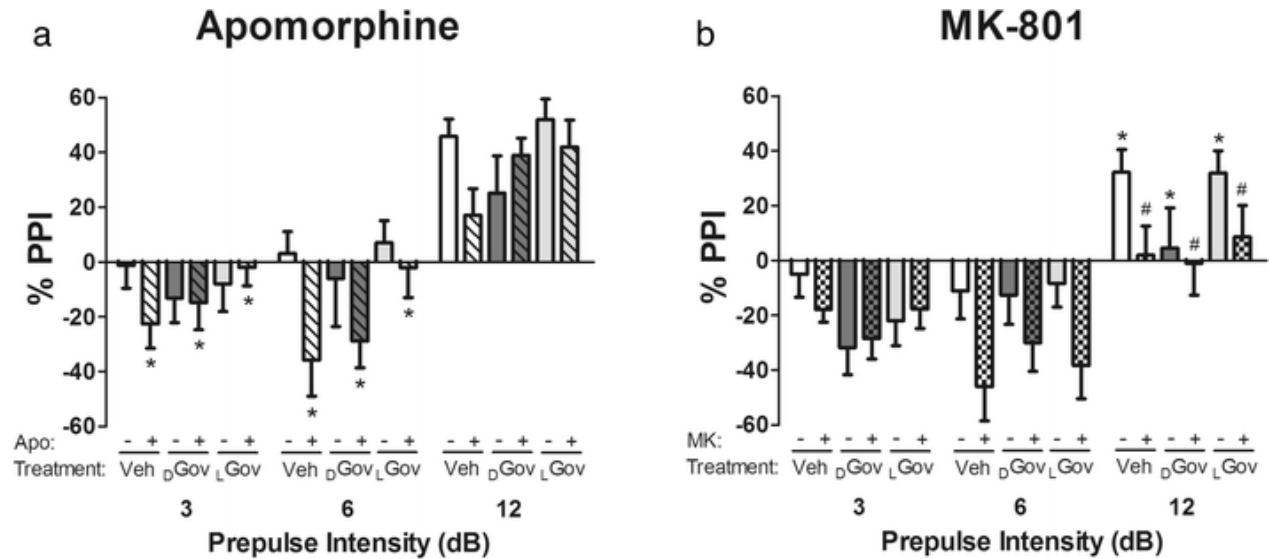 a
Apomorphine
% PPI
60
40
20
0
-20
-40
-60
* * * * * *
Apo: - + - + - + - + - + - + - + - + - +
Treatment: Veh DGov LGov Veh DGov LGov Veh DGov LGov
3 6 12
Prepulse Intensity (dB)
b
MK-801
% PPI
60
40
20
0
-20
-40
-60
* # * # * #
MK: - + - + - + - + - + - + - + - + - +
Treatment: Veh DGov LGov Veh DGov LGov Veh DGov LGov
3 6 12
Prepulse Intensity (dB)